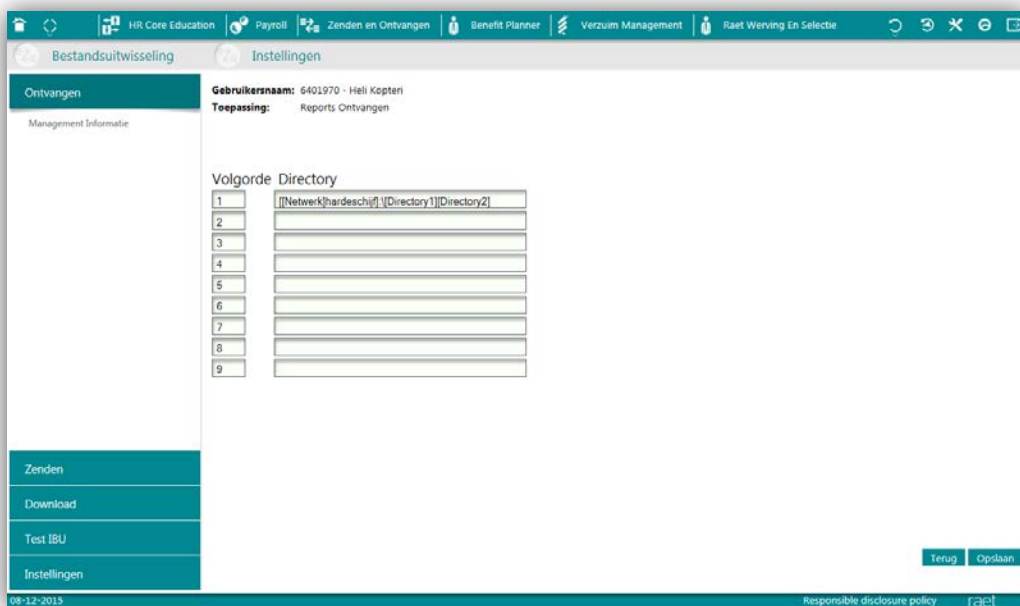 HR Core Education Payroll Zenden en Ontvangen Benefit Planner Verzuim Management Raet Werving En Selectie
Bestandsuitwisseling Instellingen
Ontvangen
Management Informatie
Gebruikersnaam: 6401970 - Heli Kopteri
Toepassing: Reports Ontvangen
Volgorde Directory
1 [[Netwerk]hardeschijf]:\[Directory1][Directory2]
2
3
4
5
6
7
8
9
Zenden
Download
Test IBU
Instellingen
Terug Opslaan
08-12-2015 Responsible disclosure policy raet